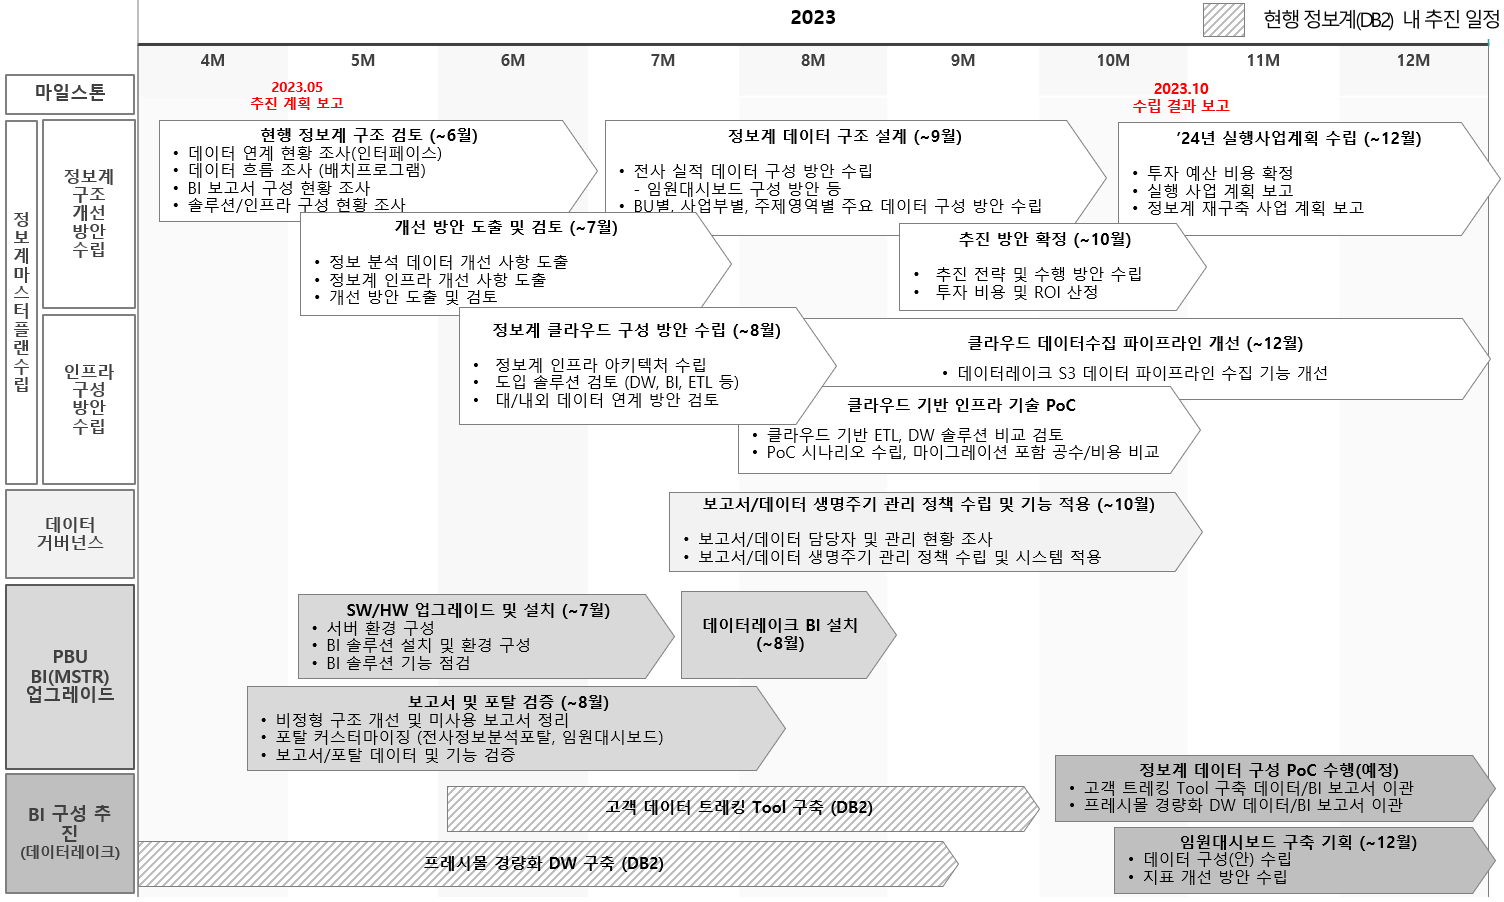 2023
현행 정보계(DB2) 내 추진 일정
4M 5M 6M 7M 8M 9M 10M 11M 12M
마일스톤
2023.05
추진 계획 보고
2023.10
수립 결과 보고
정보계마스터플랜수립
정보계
구조
개선
방안
수립
현행 정보계 구조 검토 (~6월)
• 데이터 연계 현황 조사(인터페이스)
• 데이터 흐름 조사 (배치프로그램)
• BI 보고서 구성 현황 조사
• 솔루션/인프라 구성 현황 조사
정보계 데이터 구조 설계 (~9월)
• 전사 실적 데이터 구성 방안 수립
- 임원대시보드 구성 방안 등
• BU별, 사업부별, 주제영역별 주요 데이터 구성 방안 수립
’24년 실행사업계획 수립 (~12월)
• 투자 예산 비용 확정
• 실행 사업 계획 보고
• 정보계 재구축 사업 계획 보고
개선 방안 도출 및 검토 (~7월)
• 정보 분석 데이터 개선 사항 도출
• 정보계 인프라 개선 사항 도출
• 개선 방안 도출 및 검토
추진 방안 확정 (~10월)
• 추진 전략 및 수행 방안 수립
• 투자 비용 및 ROI 산정
인프라
구성
방안
수립
정보계 클라우드 구성 방안 수립 (~8월)
• 정보계 인프라 아키텍처 수립
• 도입 솔루션 검토 (DW, BI, ETL 등)
• 대/내외 데이터 연계 방안 검토
클라우드 데이터수집 파이프라인 개선 (~12월)
• 데이터레이크 S3 데이터 파이프라인 수집 기능 개선
클라우드 기반 인프라 기술 PoC
• 클라우드 기반 ETL, DW 솔루션 비교 검토
• PoC 시나리오 수립, 마이그레이션 포함 공수/비용 비교
데이터
거버넌스
보고서/데이터 생명주기 관리 정책 수립 및 기능 적용 (~10월)
• 보고서/데이터 담당자 및 관리 현황 조사
• 보고서/데이터 생명주기 관리 정책 수립 및 시스템 적용
PBU
BI(MSTR)
업그레이드
SW/HW 업그레이드 및 설치 (~7월)
• 서버 환경 구성
• BI 솔루션 설치 및 환경 구성
• BI 솔루션 기능 점검
데이터레이크 BI 설치
(~8월)
보고서 및 포탈 검증 (~8월)
• 비정형 구조 개선 및 미사용 보고서 정리
• 포탈 커스터마이징 (전사정보분석포탈, 임원대시보드)
• 보고서/포탈 데이터 및 기능 검증
BI 구성 추
진
(데이터레이크)
정보계 데이터 구성 PoC 수행(예정)
• 고객 트레킹 Tool 구축 데이터/BI 보고서 이관
• 프레시몰 경량화 DW 데이터/BI 보고서 이관
고객 데이터 트레킹 Tool 구축 (DB2)
임원대시보드 구축 기획 (~12월)
• 데이터 구성(안) 수립
• 지표 개선 방안 수립
프레시몰 경량화 DW 구축 (DB2)